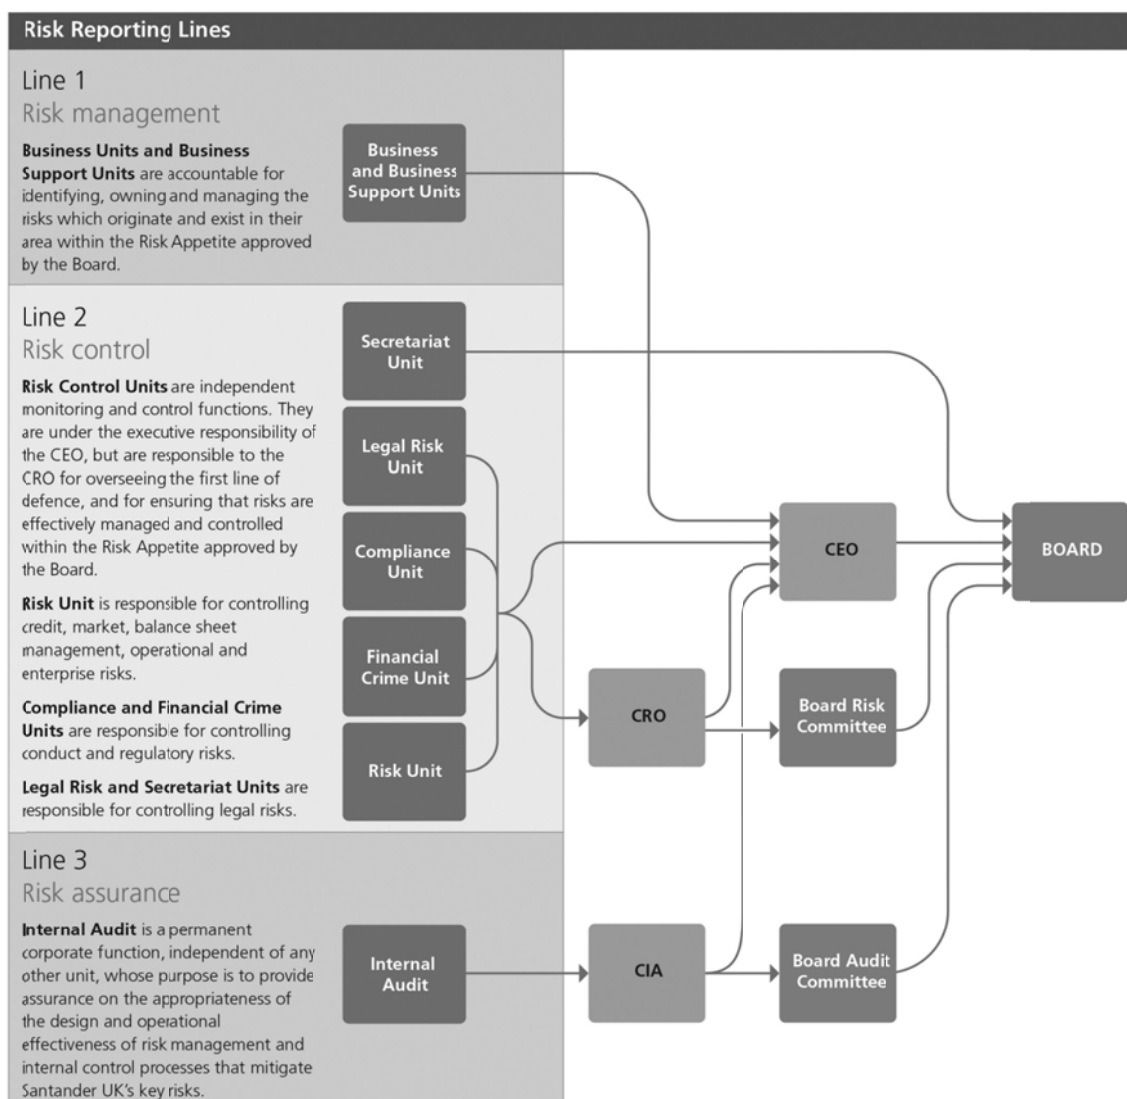 Risk Reporting Lines
Line 1
Risk management
Business Units and Business
Support Units are accountable for
identifying, owning and managing the
risks which originate and exist in their
area within the Risk Appetite approved
by the Board.
Business
and Business
Support Units
Line 2
Risk control
Risk Control Units are independent
monitoring and control functions. They
are under the executive responsibility of
the CEO, but are responsible to the
CRO for overseeing the first line of
defence, and for ensuring that risks are
effectively managed and controlled
within the Risk Appetite approved by
the Board.
Risk Unit is responsible for controlling
credit, market, balance sheet
management, operational and
enterprise risks.
Compliance and Financial Crime
Units are responsible for controlling
conduct and regulatory risks.
Legal Risk and Secretariat Units are
responsible for controlling legal risks.
Secretariat
Unit
Legal Risk
Unit
Compliance
Unit
Financial
Crime Unit
Risk Unit
CEO
BOARD
CRO
Board Risk
Committee
Line 3
Risk assurance
Internal Audit is a permanent
corporate function, independent of any
other unit, whose purpose is to provide
assurance on the appropriateness of
the design and operational
effectiveness of risk management and
internal control processes that mitigate
Santander UK's key risks.
Internal
Audit
CIA
Board Audit
Committee